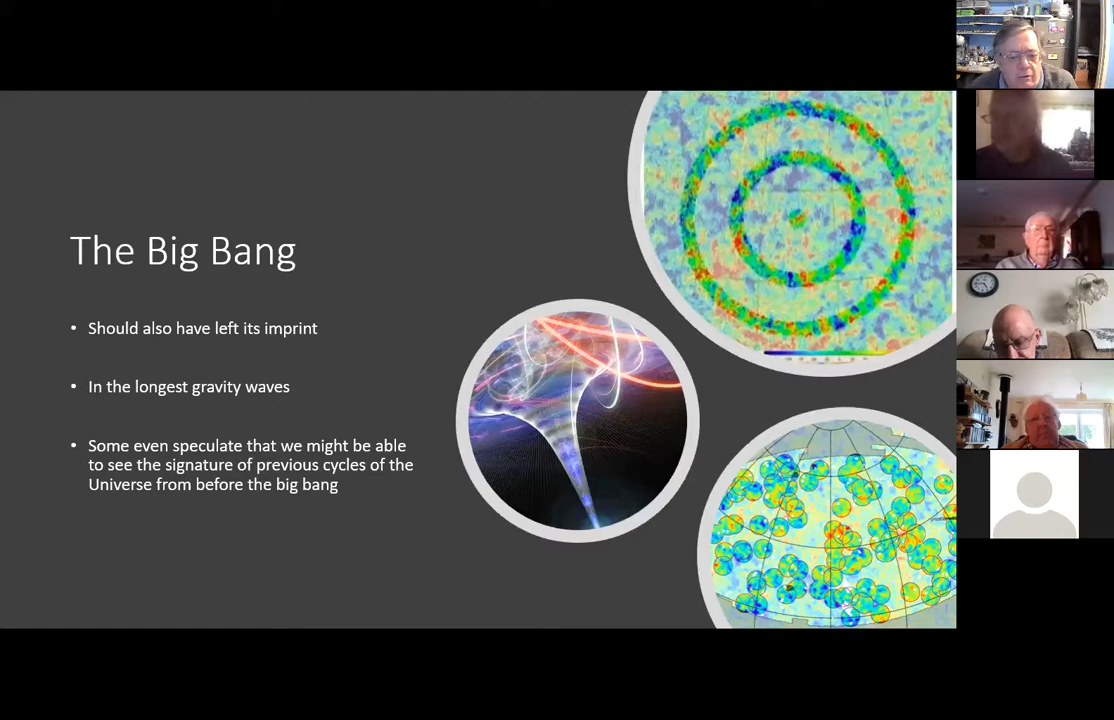 The Big Bang
• Should also have left its imprint
• In the longest gravity waves
• Some even speculate that we might be able
to see the signature of previous cycles of the
Universe from before the big bang